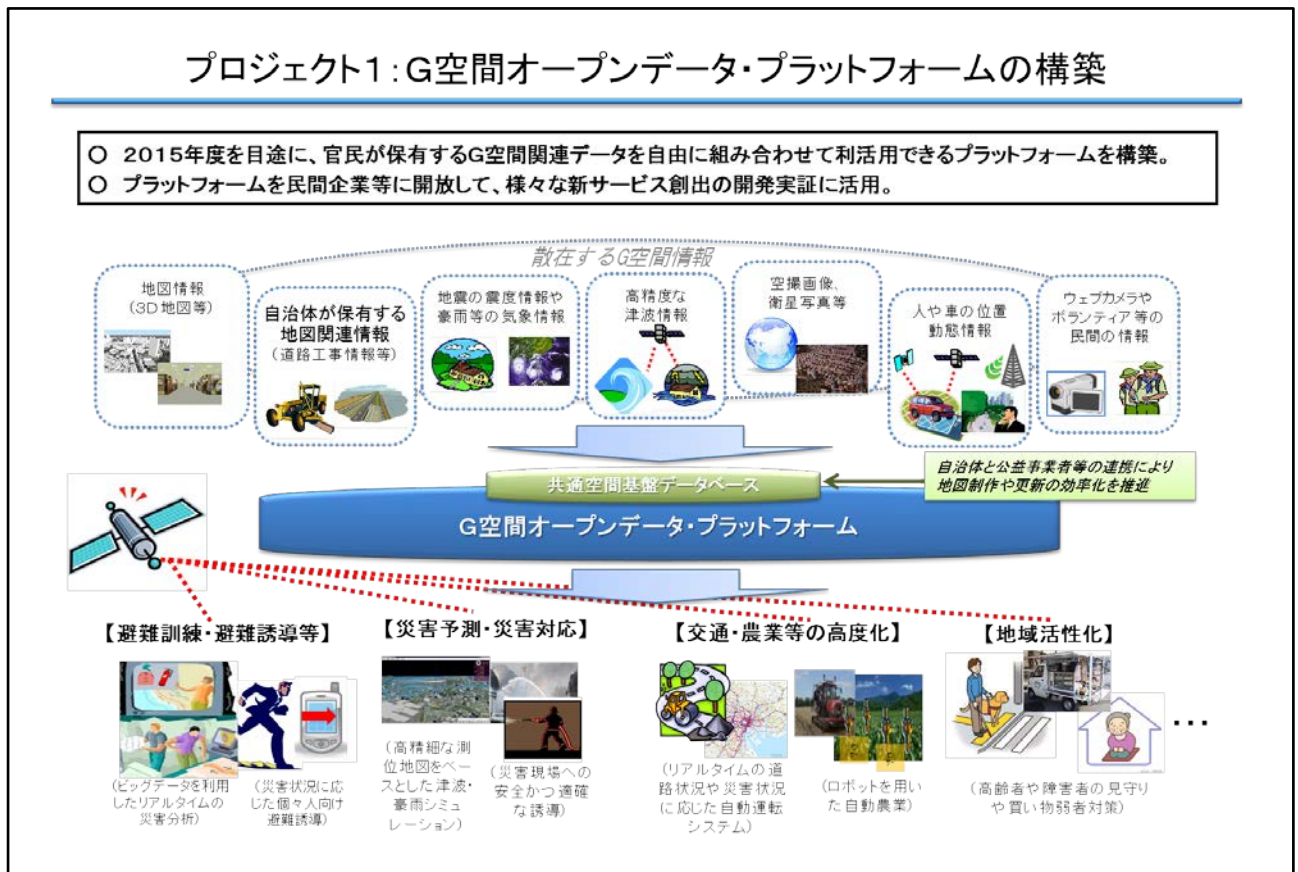 プロジェクト1：G空間オープンデータ・プラットフォームの構築
○ 2015年度を目途に、官民が保有するG空間関連データを自由に組み合わせて利活用できるプラットフォームを構築。
○ プラットフォームを民間企業等に開放して、様々な新サービス創出の開発実証に活用。
散在するG空間情報
地図情報
（3D地図等）
自治体が保有する
地図関連情報
（道路工事情報等）
地震の震度情報や
豪雨等の気象情報
高精度な
津波情報
空撮画像、
衛星写真等
人や車の位置
動態情報
ウェブカメラや
ボランティア等の
民間の情報
共通空間基盤データベース
自治体と公益事業者等の連携により
地図制作や更新の効率化を推進
G空間オープンデータ・プラットフォーム
【避難訓練・避難誘導等】
（ビッグデータを利用
したリアルタイムの
災害分析）
（災害状況に応
じた個々人向け
避難誘導）
【災害予測・災害対応】
（高精細な測
位地図をベー
スとした津波・
豪雨シミュ
レーション）
（災害現場への
安全かつ適確
な誘導）
【交通・農業等の高度化】
（リアルタイムの道
路状況や災害状況
に応じた自動運転
システム）
（ロボットを用い
た自動農業）
【地域活性化】
（高齢者や障害者の見守り
や買い物弱者対策）
…